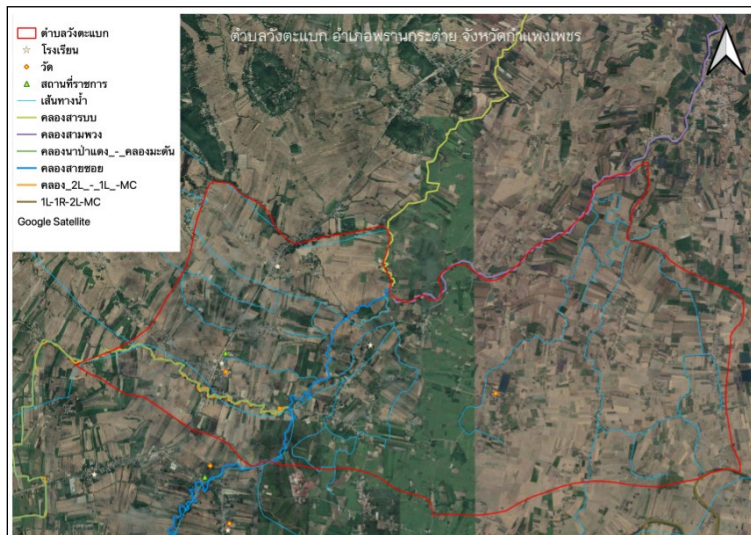 ตำบลวังตะแบก อำเภอพรานกระต่าย จังหวัดกำแพงเพชร
ตำบลวังตะแบก
โรงเรียน
วัด
สถานที่ราชการ
เส้นทางน้ำ
คลองสารบบ
คลองสามพวง
คลองนาป่าแดง_-_คลองมะดัน
คลองสายซอย
คลอง_2L_-_1L_-MC
1L-1R-2L-MC
Google Satellite